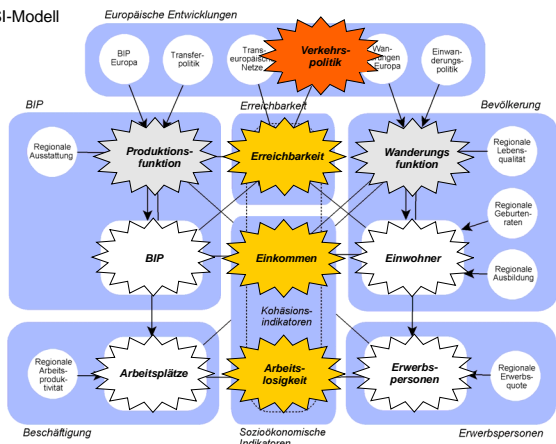 SI-Modell
Europäische Entwicklungen
BIP
Europa
Transfer-
politik
Trans-
europäische
Netze
Verkehrs-
politik
Wan-
Europa
Einwan-
derungs-
politik
BIP
Erreichbarkeit
Bevölkerung
Regionale
Ausstattung
Produktions-
funktion
Erreichbarkeit
Wanderungs
funktion
Regionale
Lebens-
qualität
Regionale
Geburten-
raten
BIP
Einkommen
Einwohner
Regionale
Ausbildung
Kohäsions-
indikatoren
Regionale
Arbeits-
produk-
tivität
Arbeitsplätze
Arbeits-
losigkeit
Erwerbs-
personen
Regionale
Erwerbs-
quote
Beschäftigung
Sozioökonomische
Indikatoren
Erwerbspersonen